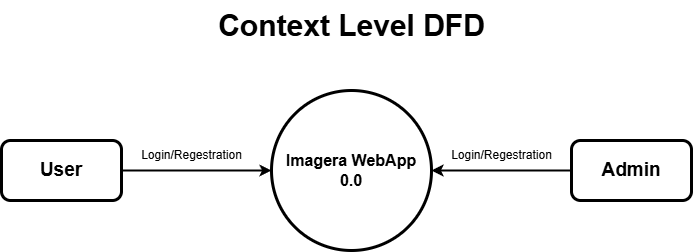 Context Level DFD
Login/Regestration
Login/Regestration
User
Imagera WebApp
0.0
Admin